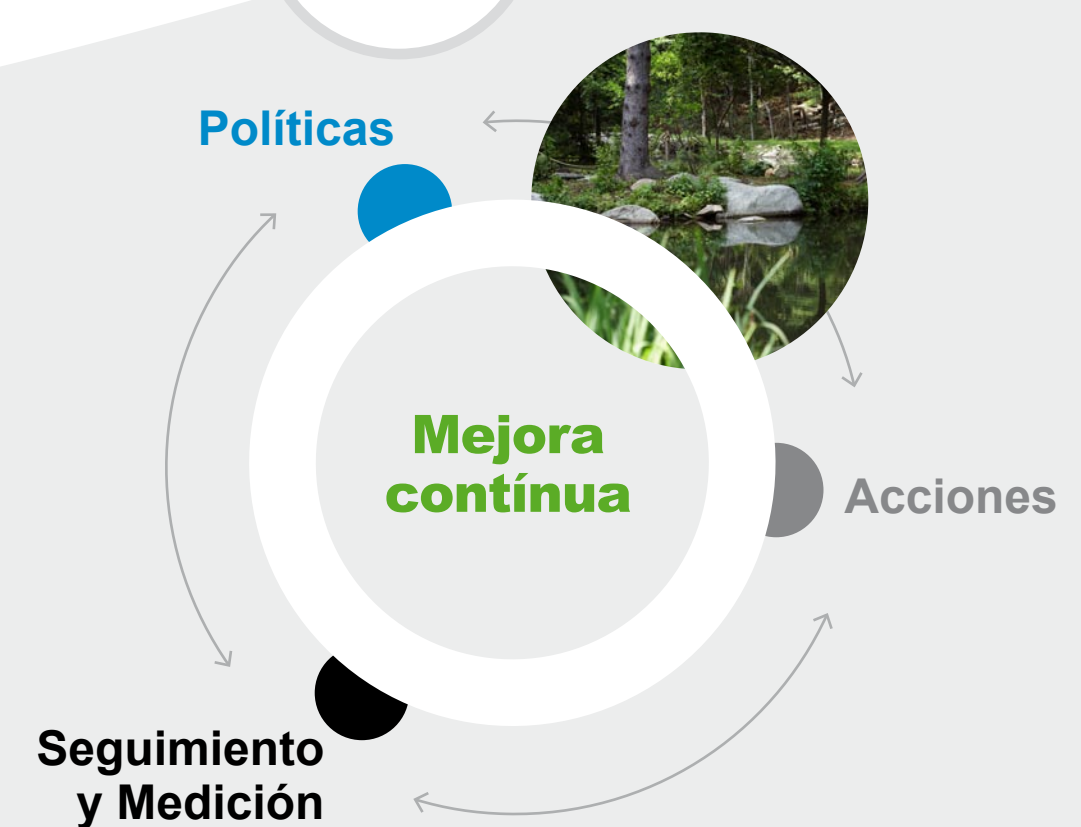 Políticas
Mejora
contínua
Acciones
Seguimiento
y Medición